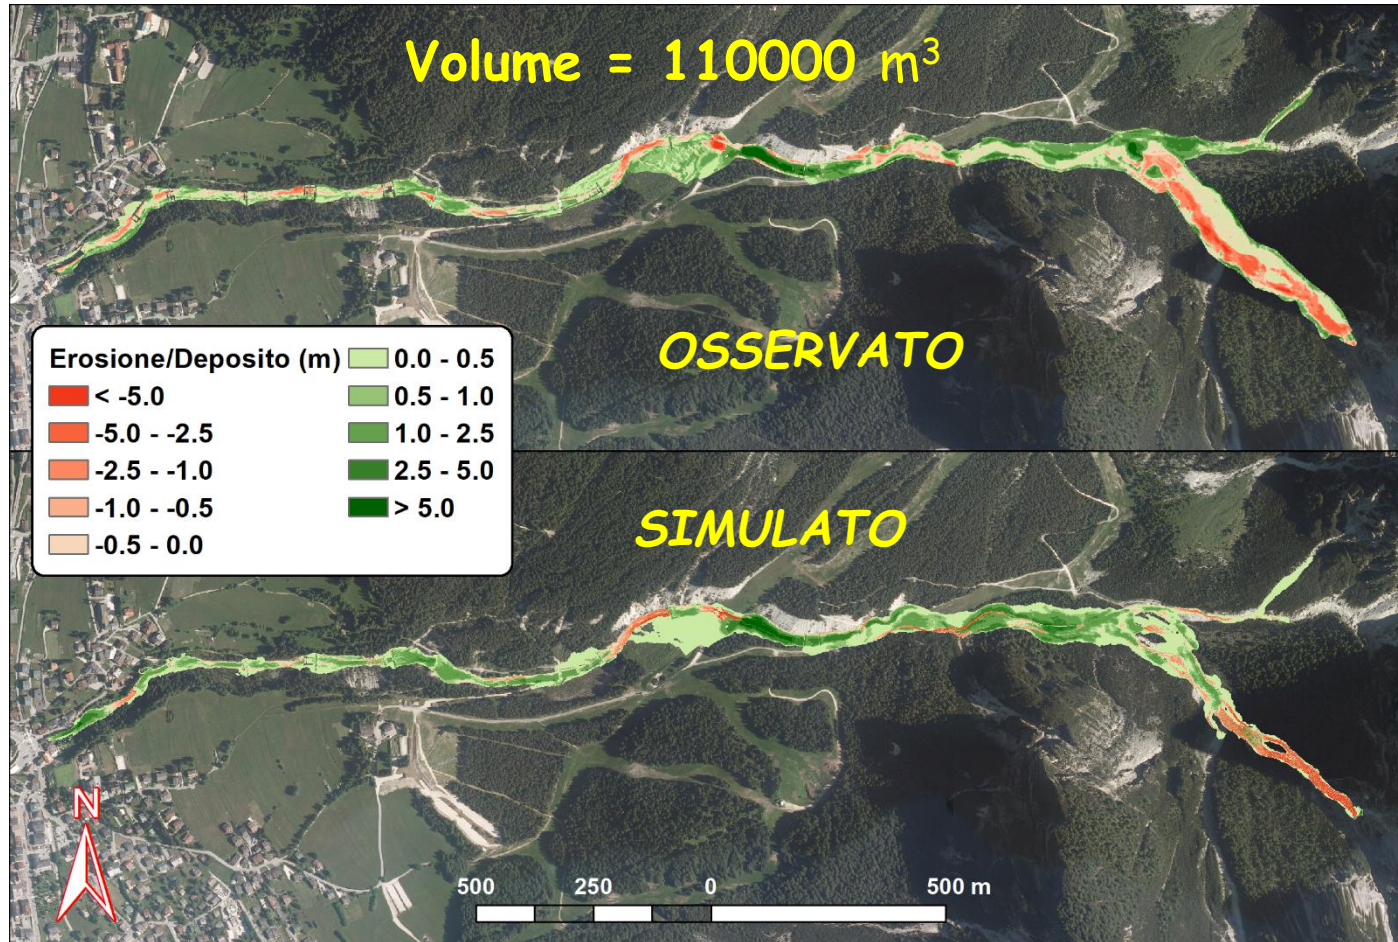 Volume = 110000 m³
OSSERVATO
Erosione/Deposito (m)
< -5.0
-5.0 - -2.5
-2.5 - -1.0
-1.0 - -0.5
-0.5 - 0.0
0.0 - 0.5
0.5 - 1.0
1.0 - 2.5
2.5 - 5.0
> 5.0
SIMULATO
N
500 250 0 500 m